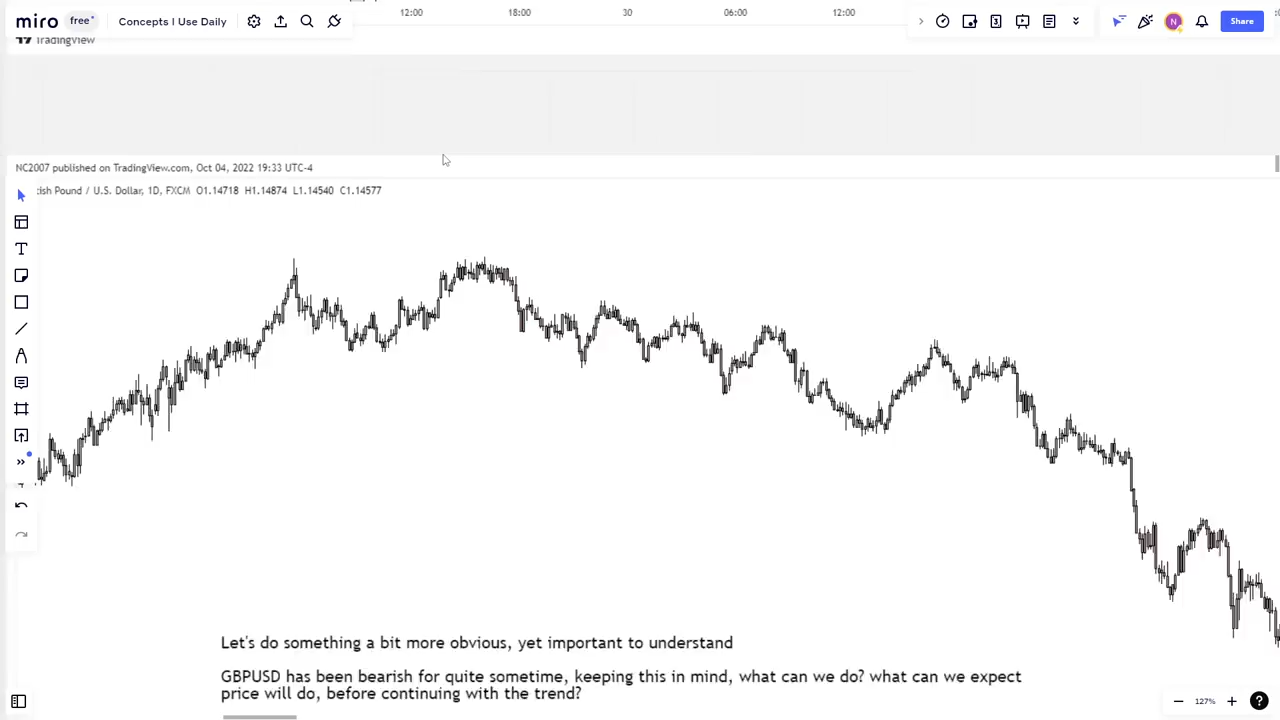 miro free Concepts I Use Daily
12:00 18:00 30 06:00 12:00
Share
TradingView
NC2007 published on TradingView.com, Oct 04, 2022 19:33 UTC-4
ish Pound / U.S. Dollar, 1D, FXCM O1.14718 H1.14874 L1.14540 C1.14577
Let's do something a bit more obvious, yet important to understand
GBPUSD has been bearish for quite sometime, keeping this in mind, what can we do? what can we expect
price will do, before continuing with the trend?
127%